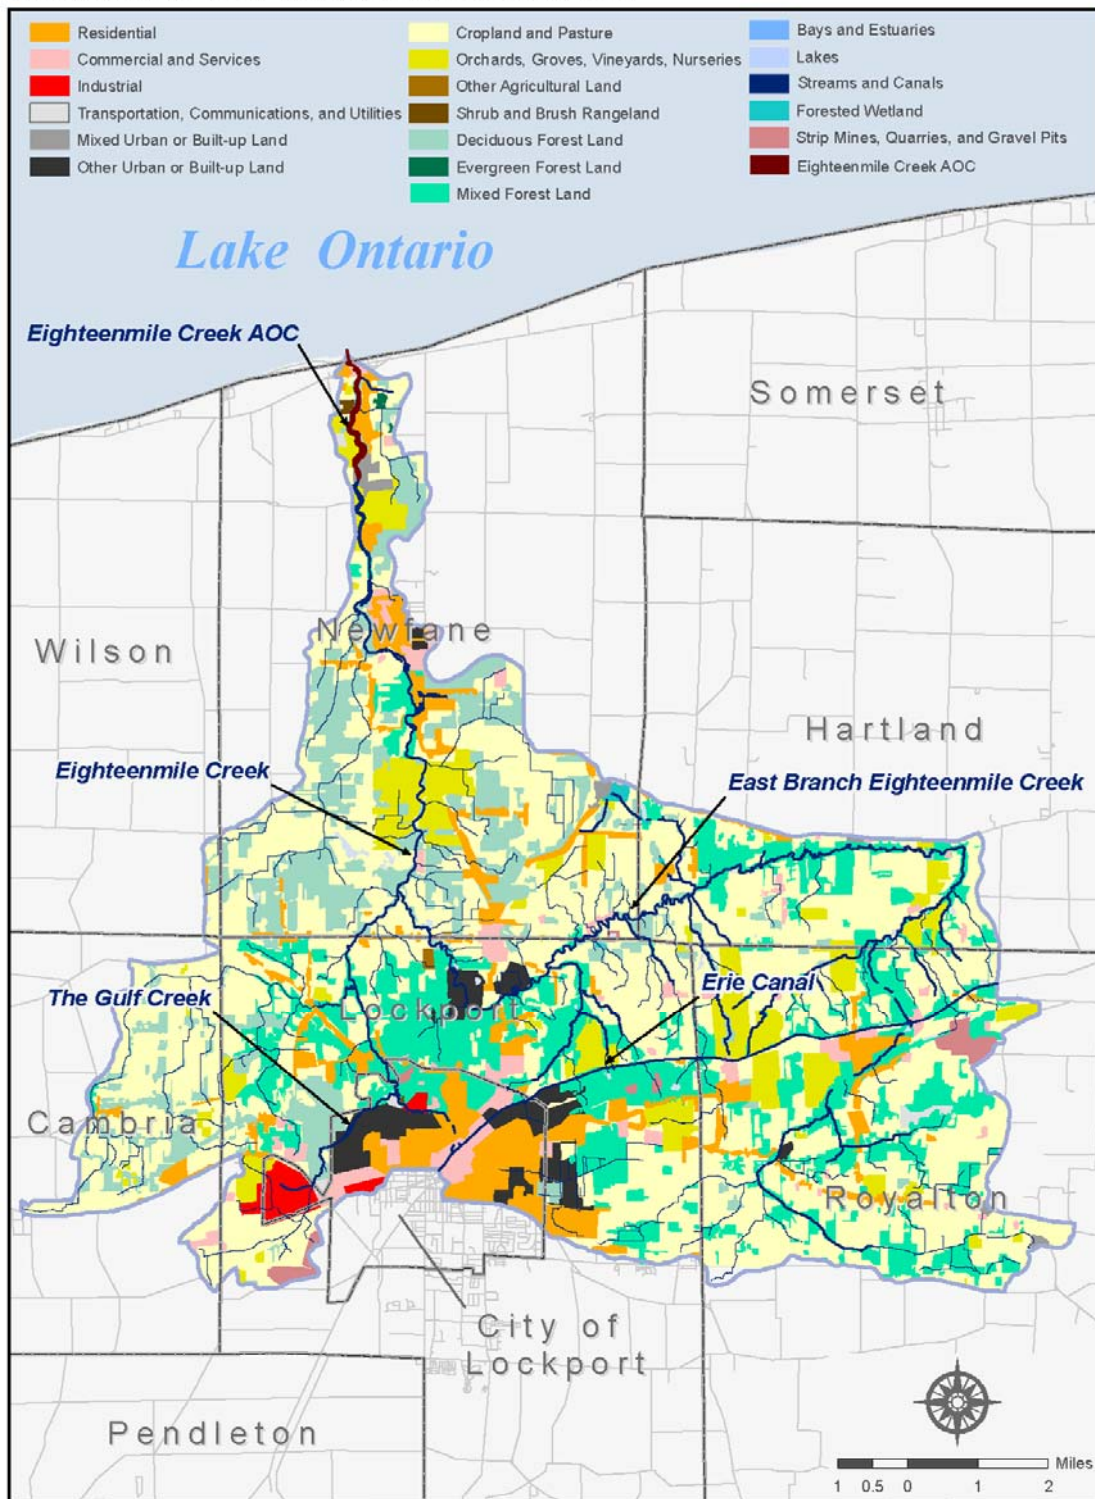 Residential
Commercial and Services
Industrial
Transportation, Communications, and Utilities
Mixed Urban or Built-up Land
Other Urban or Built-up Land
Cropland and Pasture
Orchards, Groves, Vineyards, Nurseries
Other Agricultural Land
Shrub and Brush Rangeland
Deciduous Forest Land
Evergreen Forest Land
Mixed Forest Land
Bays and Estuaries
Lakes
Streams and Canals
Forested Wetland
Strip Mines, Quarries, and Gravel Pits
Eighteenmile Creek AOC
Lake Ontario
Eighteenmile Creek AOC
Somerset
Newfane
Wilson
Hartland
Eighteenmile Creek
East Branch Eighteenmile Creek
Erie Canal
The Gulf Creek
Lockport
Cambria
Royalton
City of
Lockport
Pendleton
Miles
1 0.5 0 1 2